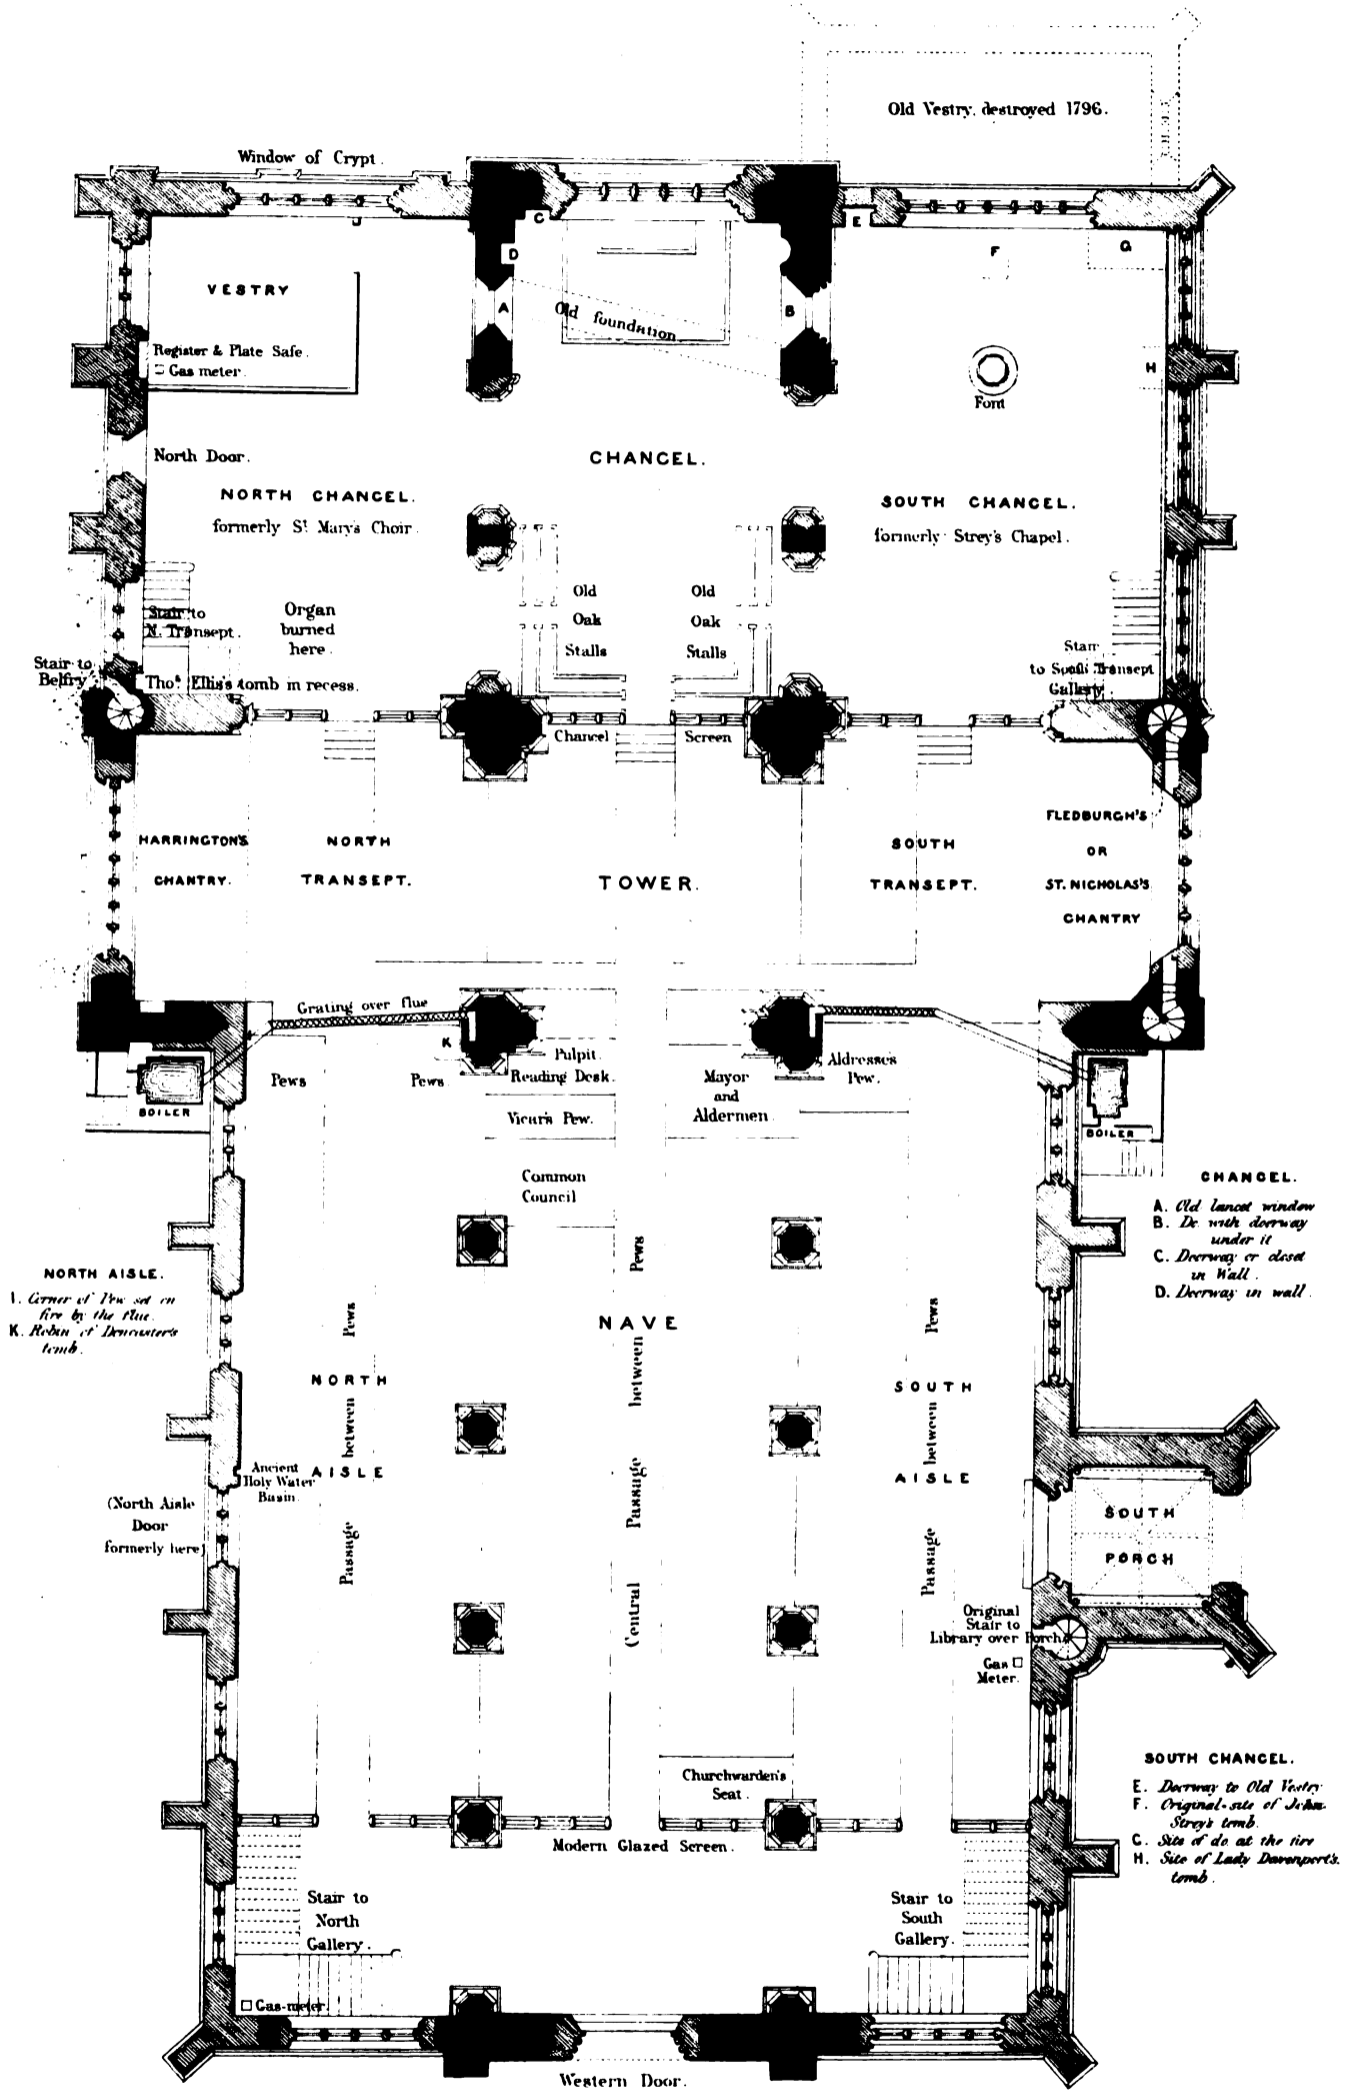 Old Vestry, destroyed 1796.
Window of Crypt.
C
E
D
F
G
VESTRY
A
Old foundation
B
Register & Plate Safe.
Gas meter.
H
Font
North Door.
CHANCEL.
NORTH CHANCEL.
formerly St. Mary's Choir.
SOUTH CHANCEL.
formerly Strey's Chapel.
Old
Oak
Stalls
Old
Oak
Stalls
Stair to
N. Transept.
Organ
burned
here.
Stair to
Belfry
Thos. Ellis's tomb in recess.
Stair
to South Transept
Gallery.
Chancel
Screen
HARRINGTON'S
CHANTRY.
NORTH
TRANSEPT.
TOWER.
SOUTH
TRANSEPT.
FLEDBURGH'S
OR
ST. NICHOLAS'S
CHANTRY
Grating over flue
K
Pulpit.
Reading Desk.
Pews
Pews.
Vicar's Pew.
Mayor
and
Aldermen.
Aldresses
Pew.
BOILER
BOILER
Common
Council
CHANCEL.
A. Old lancet window
B. Do. with doorway
under it
C. Doorway or closet
in Wall.
D. Doorway in wall.
NORTH AISLE.
I. Corner of Pew set on
fire by the flue.
K. Robin of Doncaster's
tomb.
NAVE
NORTH
AISLE
SOUTH
AISLE
Passage between Pews
Central Passage between Pews
Passage between Pews
Ancient
Holy Water
Basin.
(North Aisle
Door
formerly here)
SOUTH
PORCH
Original
Stair to
Library over Porch
Gas
Meter.
Churchwarden's
Seat.
Modern Glazed Screen.
SOUTH CHANCEL.
E. Doorway to Old Vestry
F. Original site of John
Strey's tomb.
C. Site of do. at the fire
H. Site of Lady Davenport's
tomb.
Stair to
North
Gallery.
Stair to
South
Gallery.
Gas-meter.
Western Door.